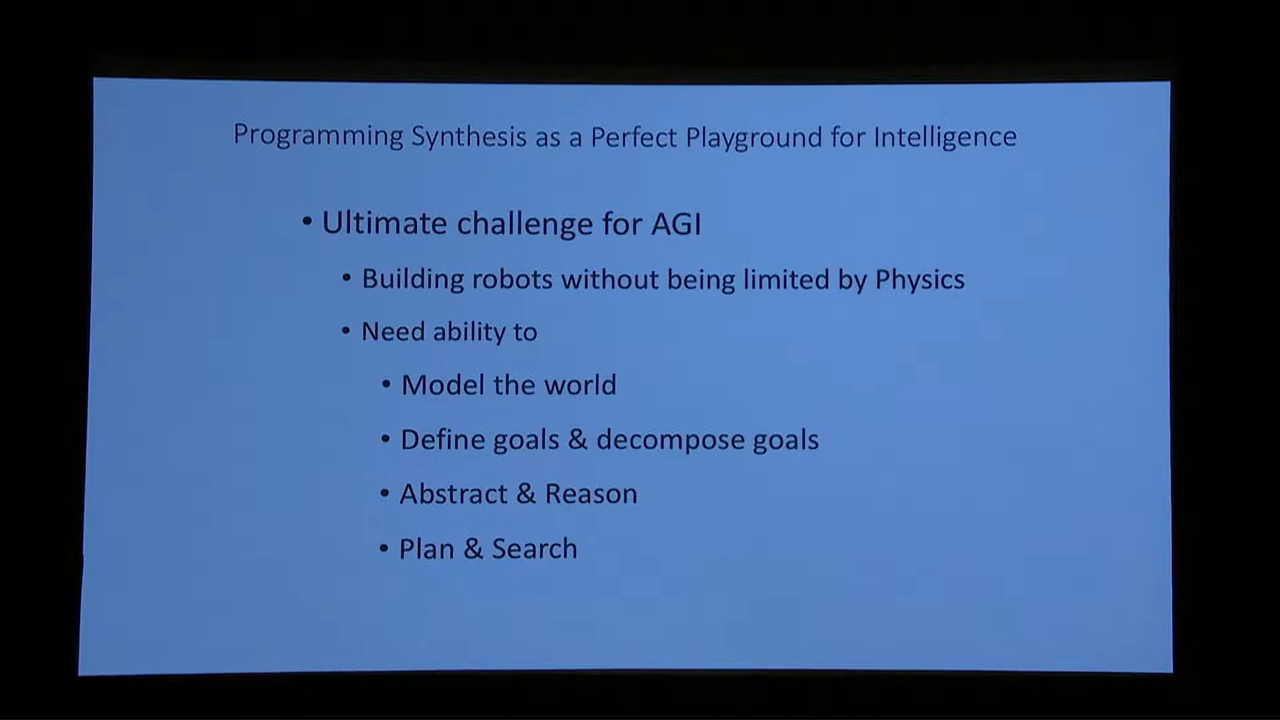 Programming Synthesis as a Perfect Playground for Intelligence
• Ultimate challenge for AGI
• Building robots without being limited by Physics
• Need ability to
• Model the world
• Define goals & decompose goals
• Abstract & Reason
• Plan & Search